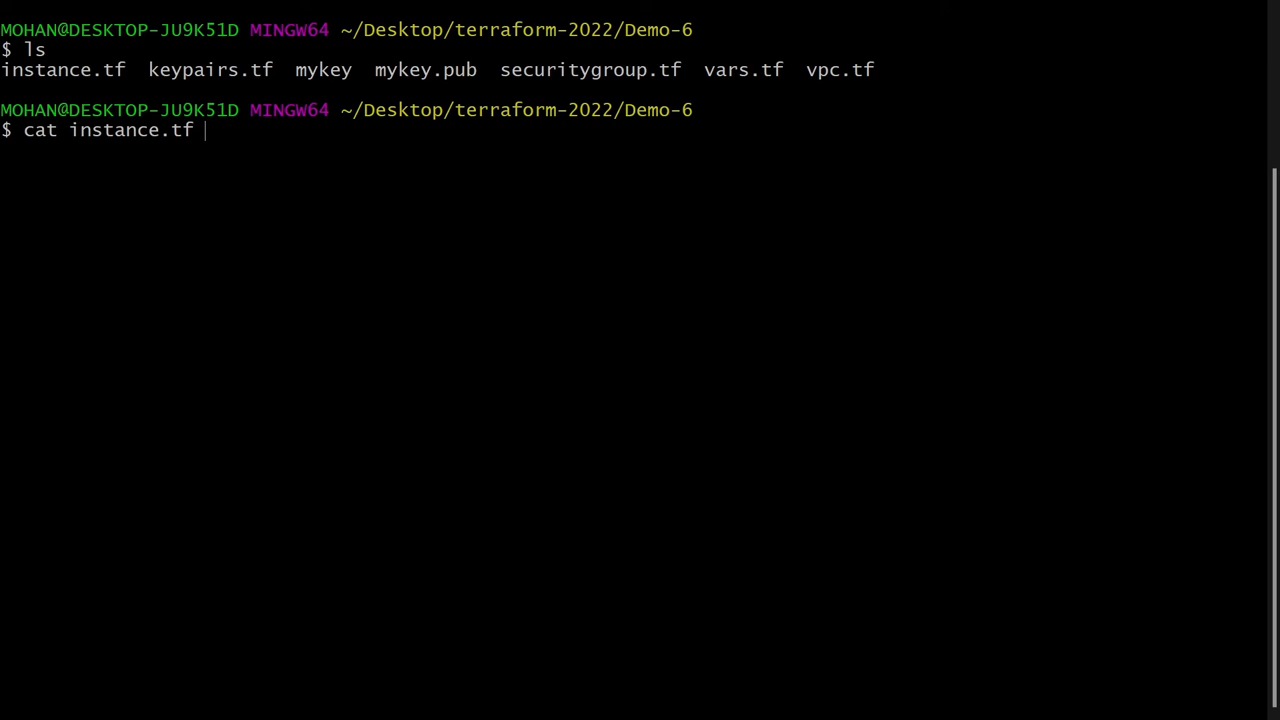 MOHAN@DESKTOP-JU9K51D MINGW64 ~/Desktop/terraform-2022/Demo-6
$ ls
instance.tf  keypairs.tf  mykey  mykey.pub  securitygroup.tf  vars.tf  vpc.tf
MOHAN@DESKTOP-JU9K51D MINGW64 ~/Desktop/terraform-2022/Demo-6
$ cat instance.tf